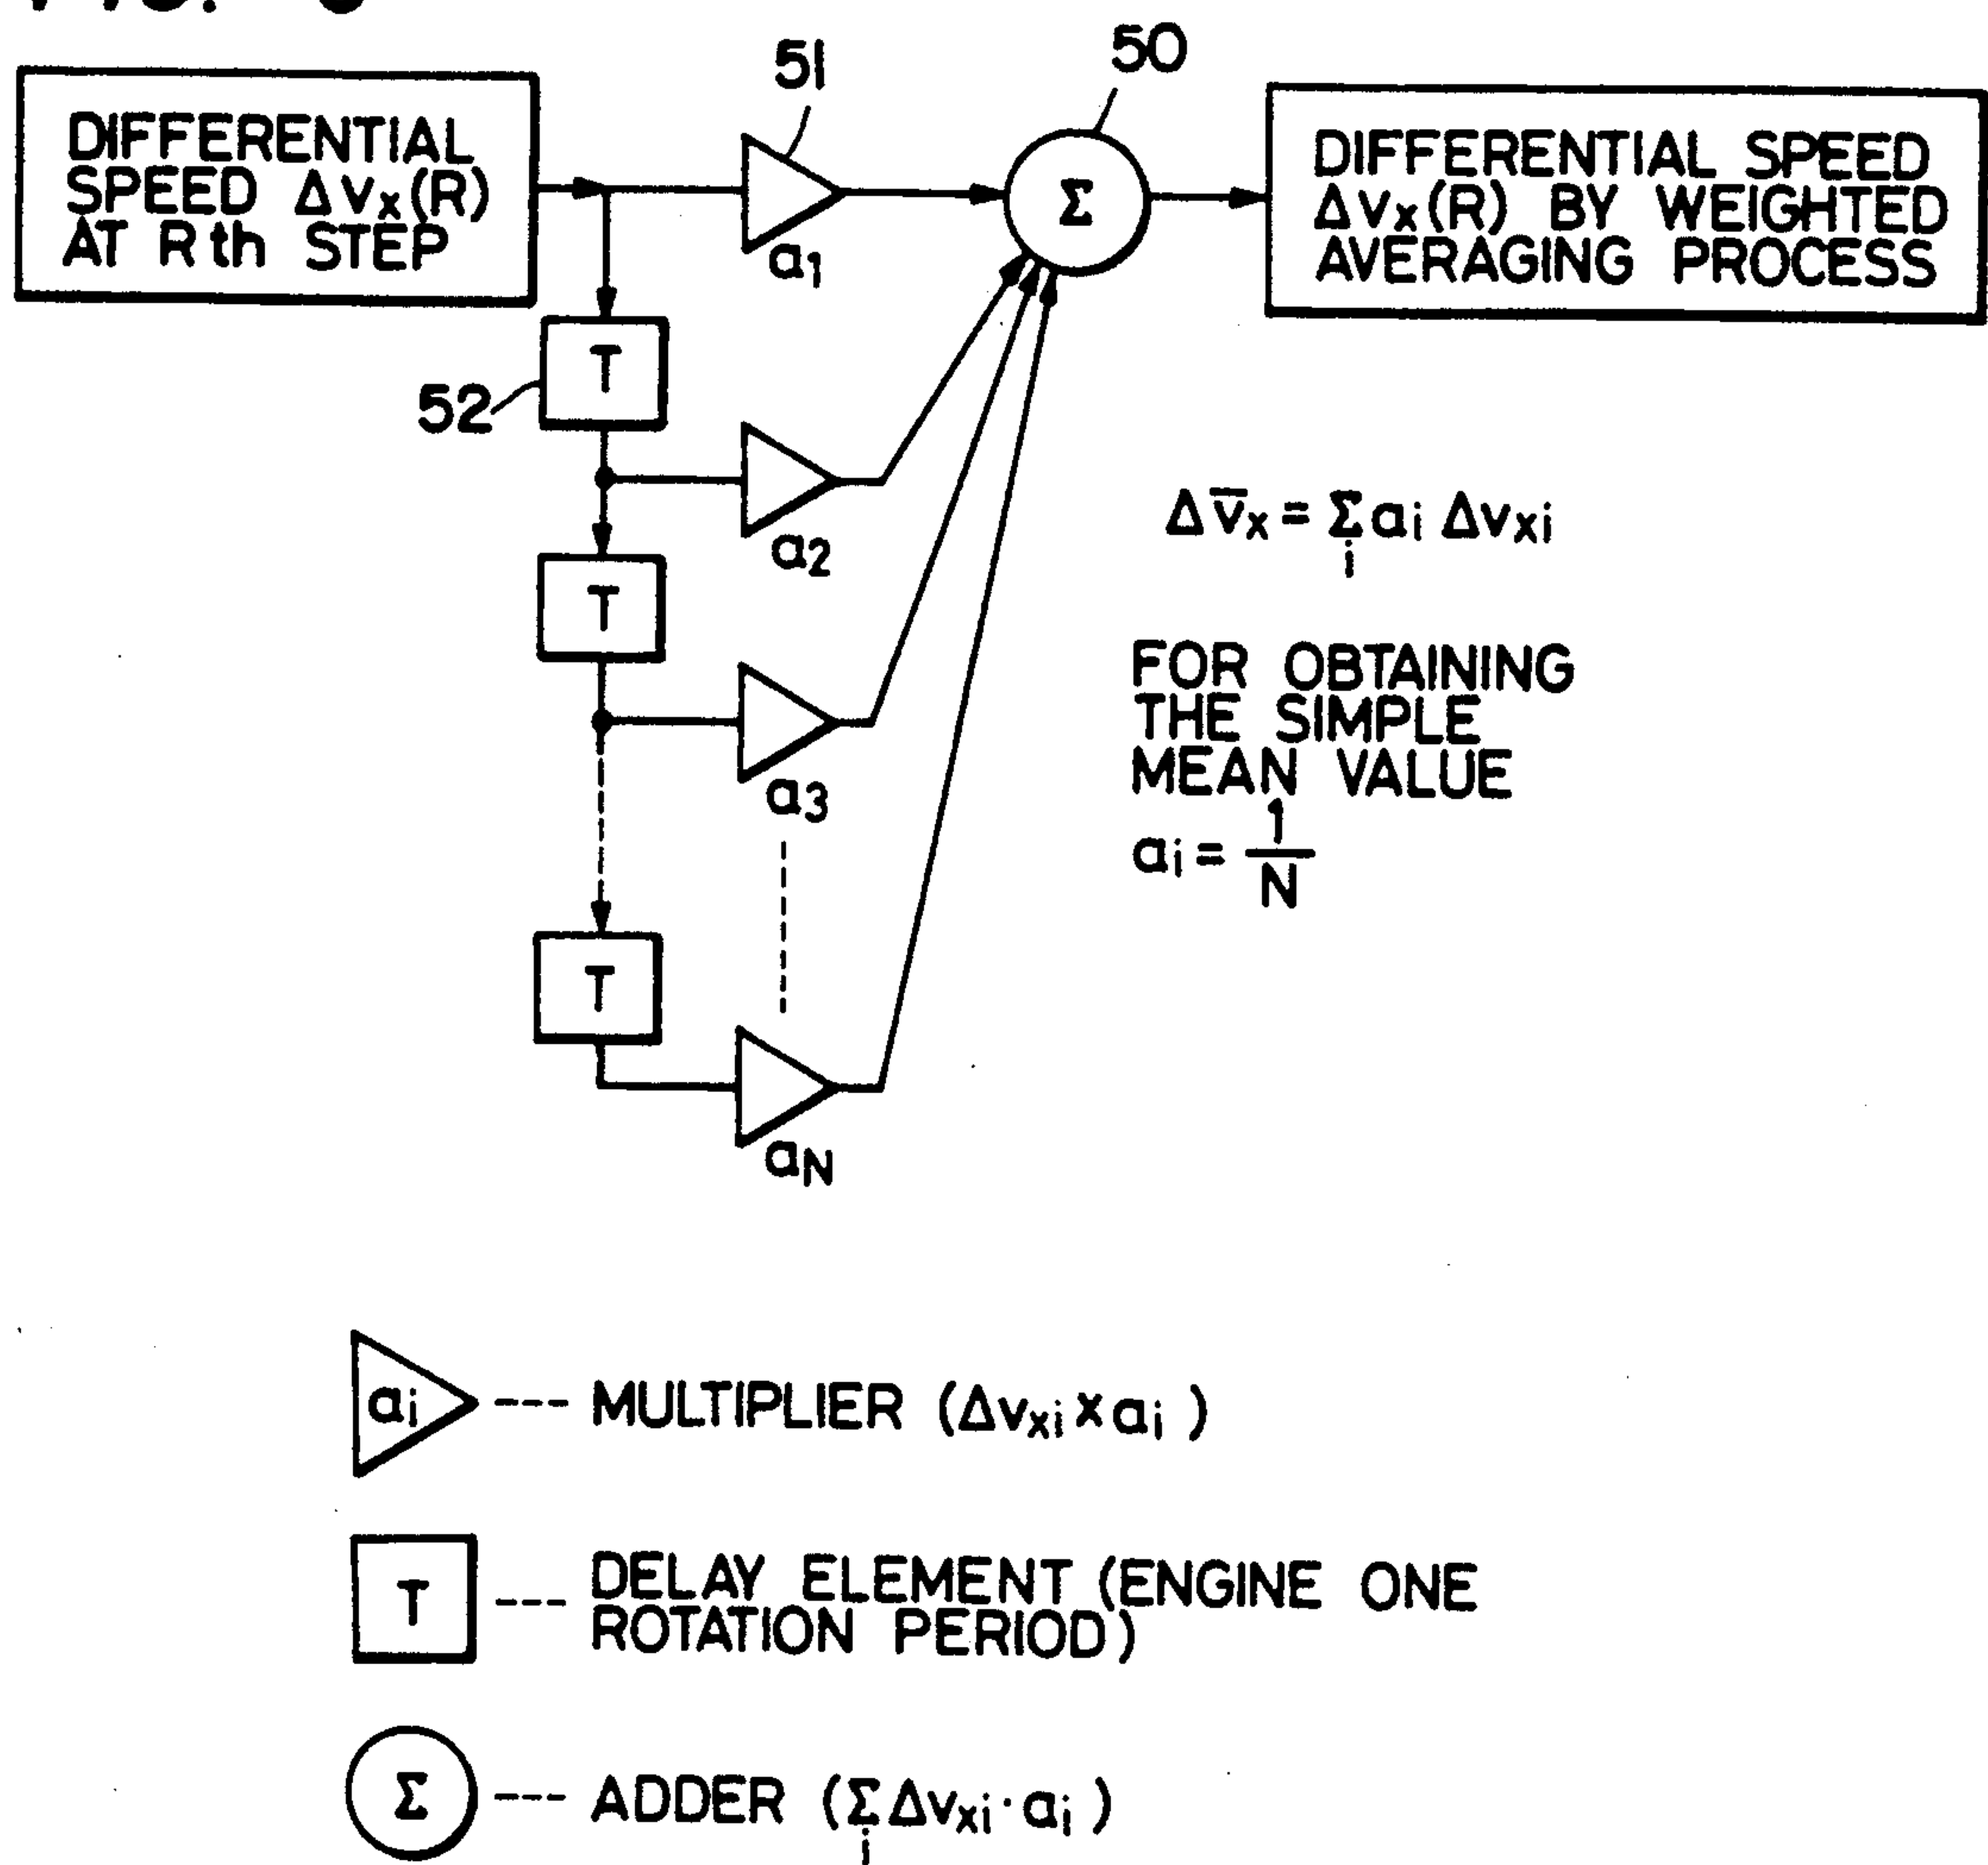 51
50
DIFFERENTIAL
SPEED ΔVx(R)
AT Rth STEP
Σ
DIFFERENTIAL SPEED
ΔVx(R) BY WEIGHTED
AVERAGING PROCESS
a1
T
52
a2
Δv̅x = Σ ai Δvxi
i
T
FOR OBTAINING
THE SIMPLE
MEAN VALUE
a3
ai = 1/N
T
aN
ai --- MULTIPLIER (Δvxi x ai)
T --- DELAY ELEMENT (ENGINE ONE
ROTATION PERIOD)
Σ --- ADDER (Σ Δvxi · ai)
i